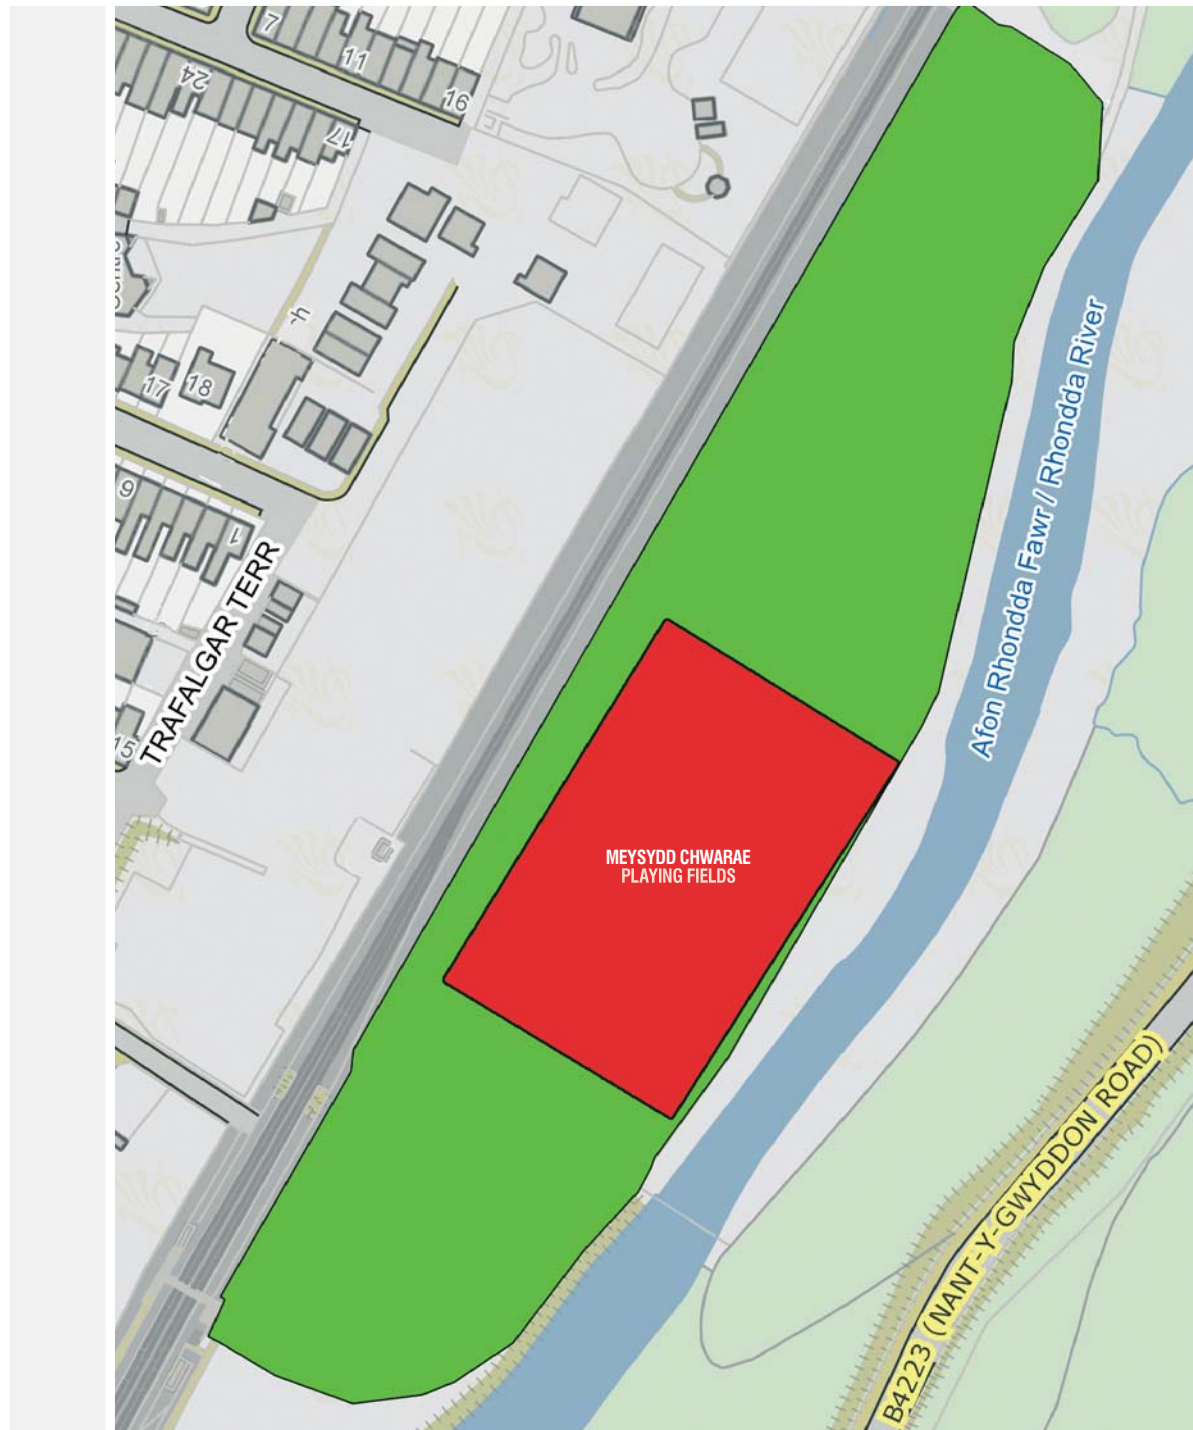 7
11
16
24
17
17
18
6
1
TRAFALGAR TERR
15
Afon Rhondda Fawr / Rhondda River
MEYSYDD CHWARAE
PLAYING FIELDS
B4223 (NANT-Y-GWYDDON ROAD)